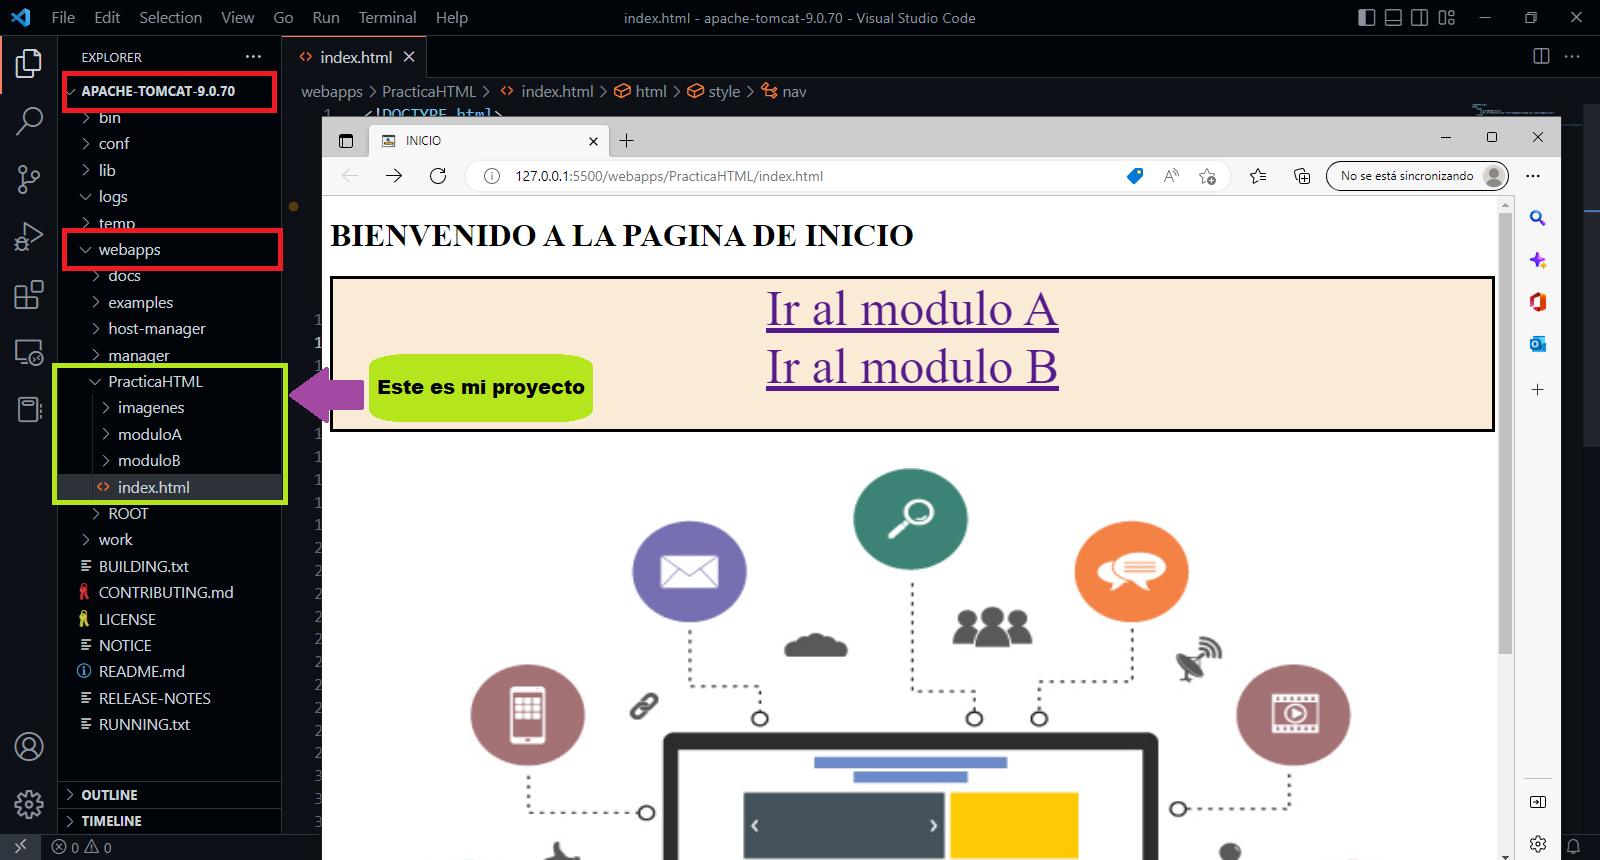 File Edit Selection View Go Run Terminal Help
index.html - apache-tomcat-9.0.70 - Visual Studio Code
EXPLORER
APACHE-TOMCAT-9.0.70
bin
conf
lib
logs
temp
webapps
docs
examples
host-manager
manager
PracticaHTML
imagenes
moduloA
moduloB
index.html
ROOT
work
BUILDING.txt
CONTRIBUTING.md
LICENSE
NOTICE
README.md
RELEASE-NOTES
RUNNING.txt
OUTLINE
TIMELINE
0 0
index.html
webapps > PracticaHTML > index.html > html > style > nav
1 <!DOCTYPE html>
INICIO
127.0.0.1:5500/webapps/PracticaHTML/index.html
No se está sincronizando
BIENVENIDO A LA PAGINA DE INICIO
Ir al modulo A
Ir al modulo B
Este es mi proyecto